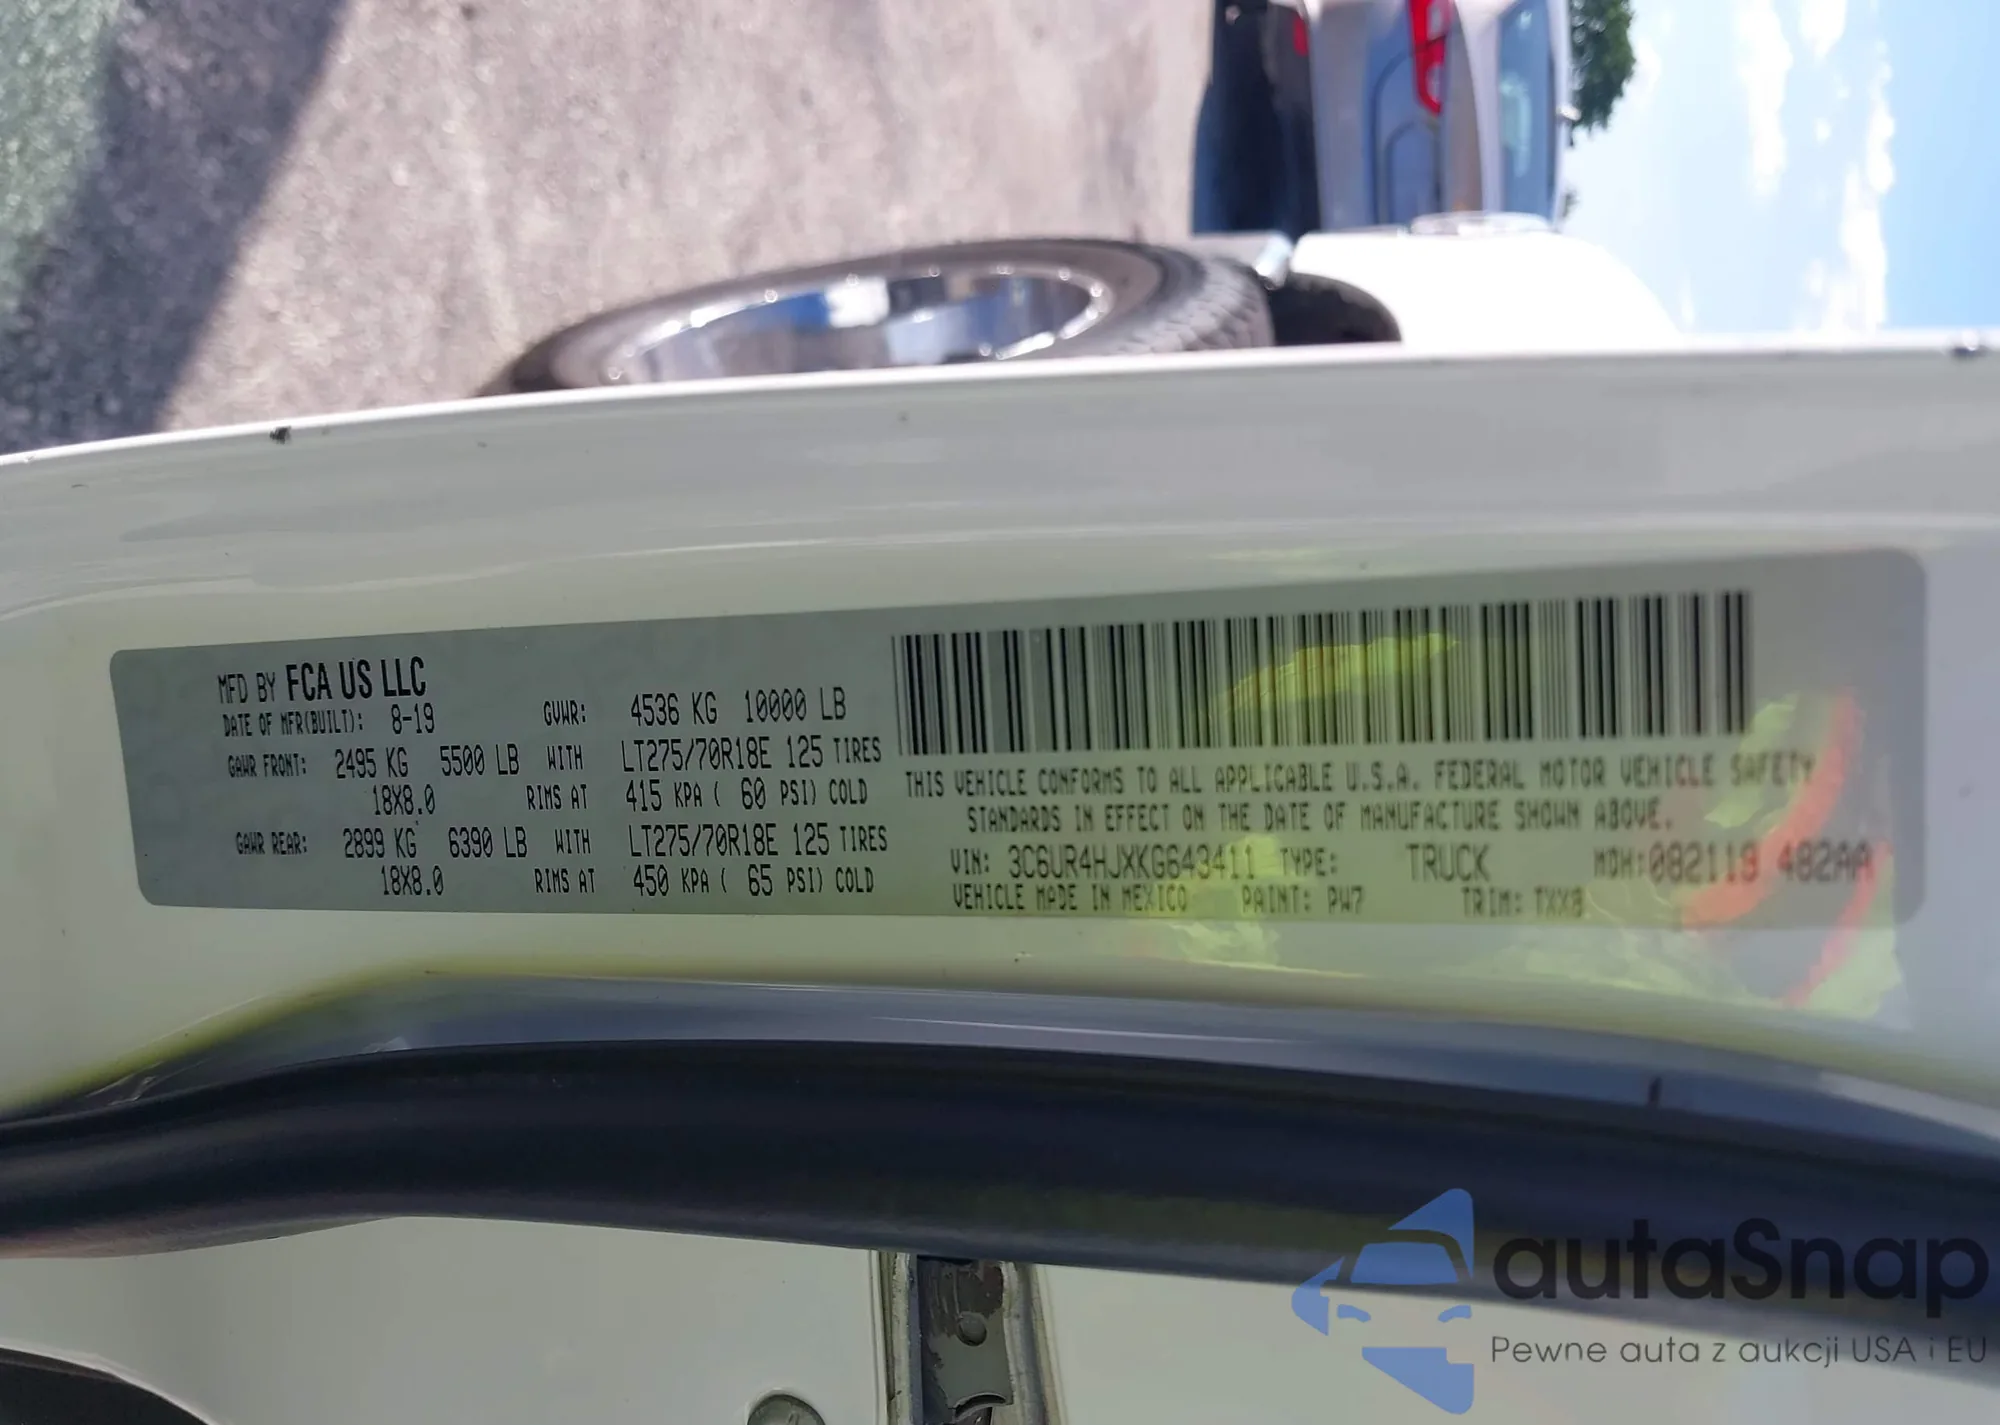 MFD BY FCA US LLC
DATE OF MFR(BUILT): 8-19 GVWR: 4536 KG 10000 LB
GAWR FRONT: 2495 KG 5500 LB WITH LT275/70R18E 125 TIRES
18X8.0 RIMS AT 415 KPA ( 60 PSI) COLD
GAWR REAR: 2899 KG 6390 LB WITH LT275/70R18E 125 TIRES
18X8.0 RIMS AT 450 KPA ( 65 PSI) COLD
THIS VEHICLE CONFORMS TO ALL APPLICABLE U.S.A. FEDERAL MOTOR VEHICLE SAFETY
STANDARDS IN EFFECT ON THE DATE OF MANUFACTURE SHOWN ABOVE.
VIN: 3C6UR4HJXKG643411 TYPE: TRUCK MDH:082119 482AA
VEHICLE MADE IN MEXICO PAINT: PW7 TRIM: TXX8
autaSnap
Pewne auta z aukcji USA i EU